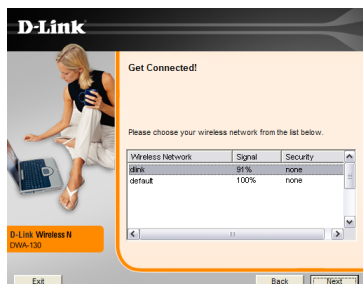 D-Link
Get Connected!
Please choose your wireless network from the list below.
Wireless Network Signal Security
dlink 91% none
default 100% none
D-Link Wireless N
DWA-130
Exit Back Next